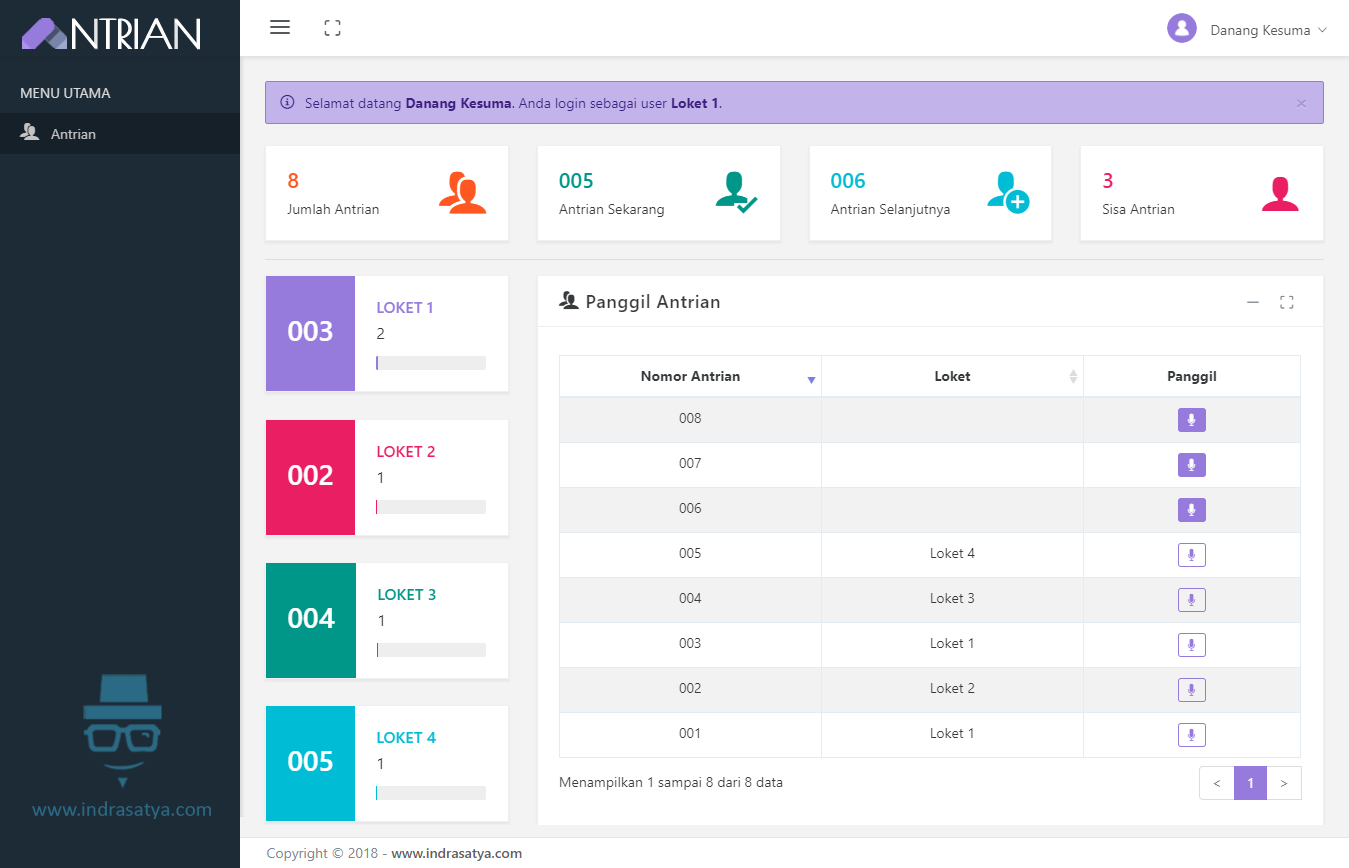 ANTRIAN
Danang Kesuma
MENU UTAMA
Antrian
Selamat datang Danang Kesuma. Anda login sebagai user Loket 1. ×
8
Jumlah Antrian
005
Antrian Sekarang
006
Antrian Selanjutnya
3
Sisa Antrian
003
LOKET 1
2
002
LOKET 2
1
004
LOKET 3
1
005
LOKET 4
1
Panggil Antrian
Nomor Antrian Loket Panggil
008
007
006
005 Loket 4
004 Loket 3
003 Loket 1
002 Loket 2
001 Loket 1
Menampilkan 1 sampai 8 dari 8 data
< 1 >
www.indrasatya.com
Copyright © 2018 - www.indrasatya.com